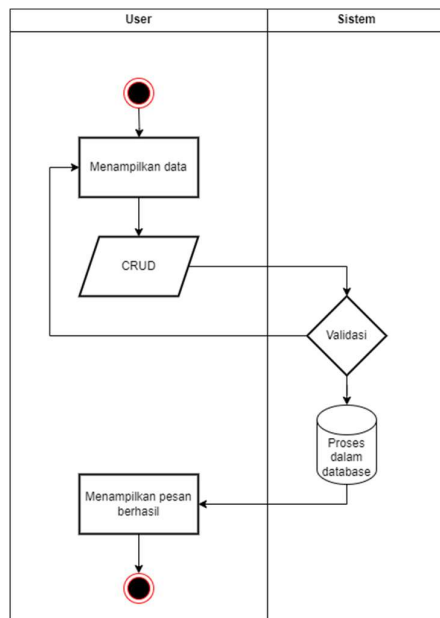 User
Sistem
Menampilkan data
CRUD
Validasi
Proses
dalam
database
Menampilkan pesan
berhasil